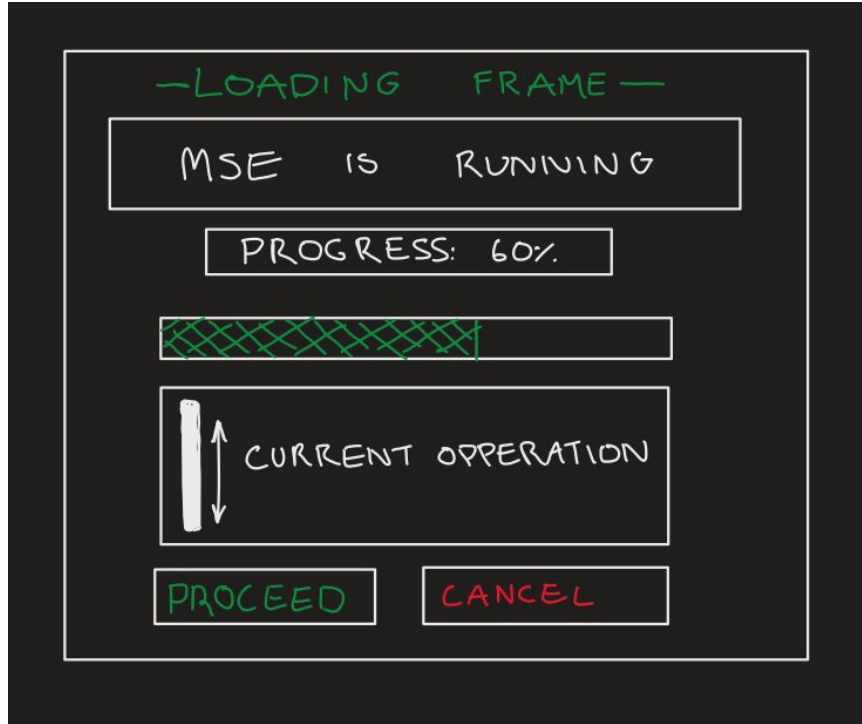 —LOADING FRAME—
MSE IS RUNNING
PROGRESS: 60%
CURRENT OPPERATION
PROCEED CANCEL